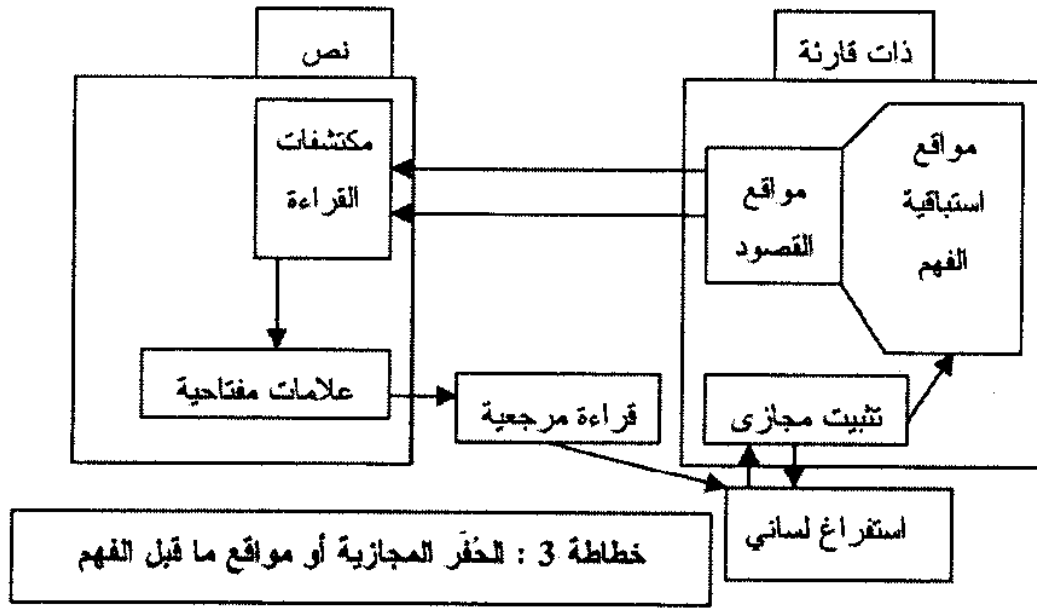 ذات قارئة
نص
مواقع
استباقية
الفهم
مواقع
القصود
مكتشفات
القراءة
علامات مفتاحية
قراءة مرجعية
تثبيت مجازى
استفراغ لساني
خطاطة 3 : الحُفَر المجازية أو مواقع ما قبل الفهم